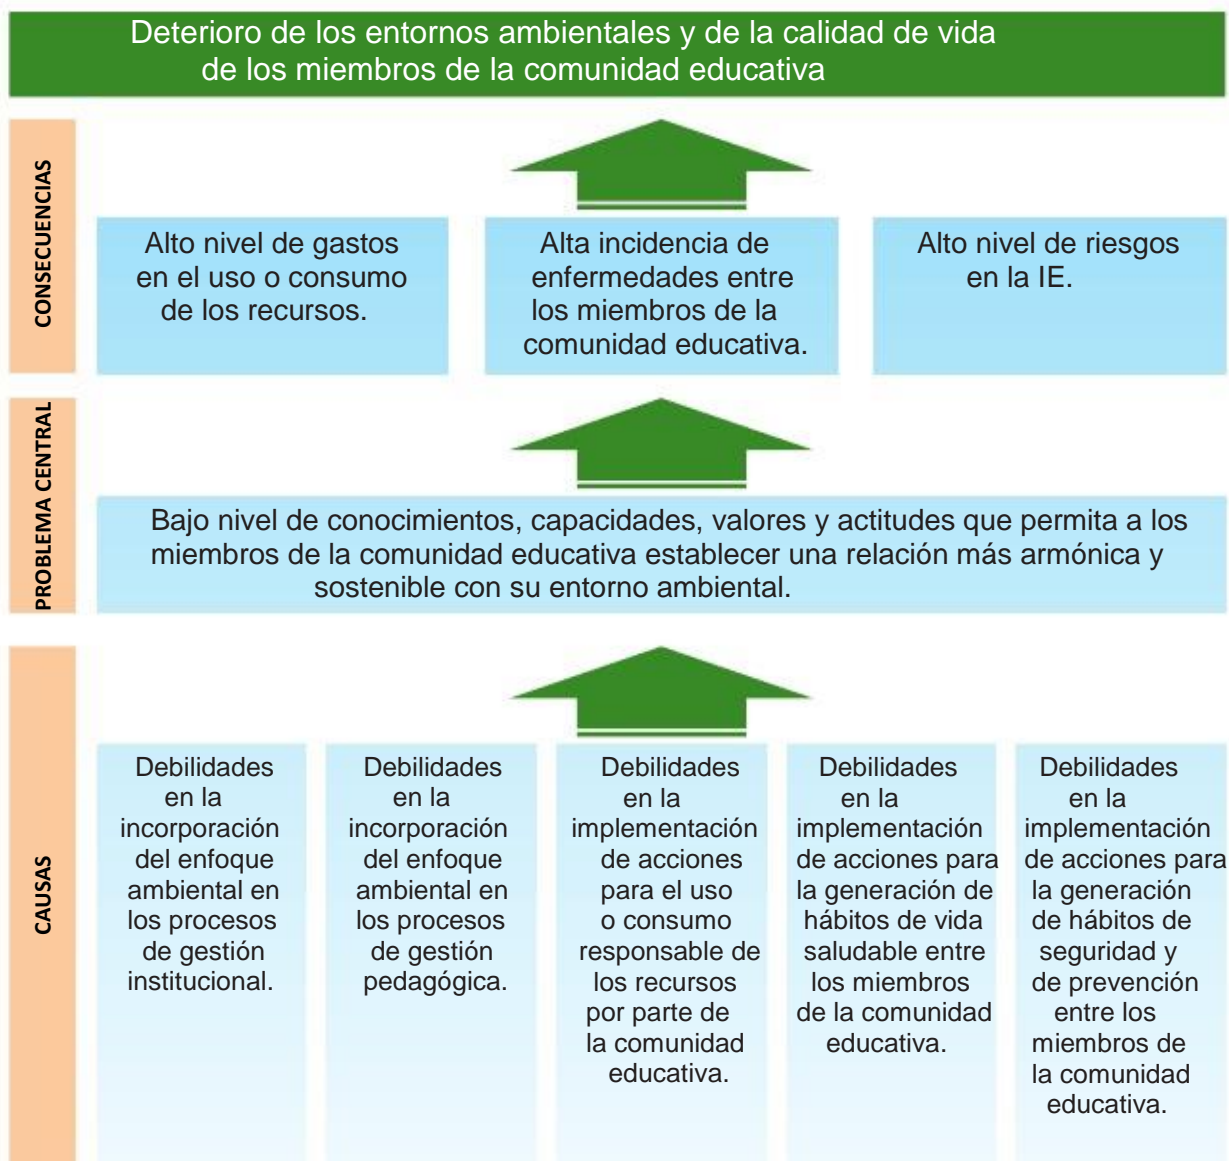 Deterioro de los entornos ambientales y de la calidad de vida
de los miembros de la comunidad educativa
CONSECUENCIAS
Alto nivel de gastos
en el uso o consumo
de los recursos.
Alta incidencia de
enfermedades entre
los miembros de la
comunidad educativa.
Alto nivel de riesgos
en la IE.
PROBLEMA CENTRAL
Bajo nivel de conocimientos, capacidades, valores y actitudes que permita a los
miembros de la comunidad educativa establecer una relación más armónica y
sostenible con su entorno ambiental.
CAUSAS
Debilidades
en la
incorporación
del enfoque
ambiental en
los procesos
de gestión
institucional.
Debilidades
en la
incorporación
del enfoque
ambiental en
los procesos
de gestión
pedagógica.
Debilidades
en la
implementación
de acciones
para el uso
o consumo
responsable de
los recursos
por parte de
la comunidad
educativa.
Debilidades
en la
implementación
de acciones para
la generación de
hábitos de vida
saludable entre
los miembros
de la comunidad
educativa.
Debilidades
en la
implementación
de acciones para
la generación
de hábitos de
seguridad y
de prevención
entre los
miembros de
la comunidad
educativa.